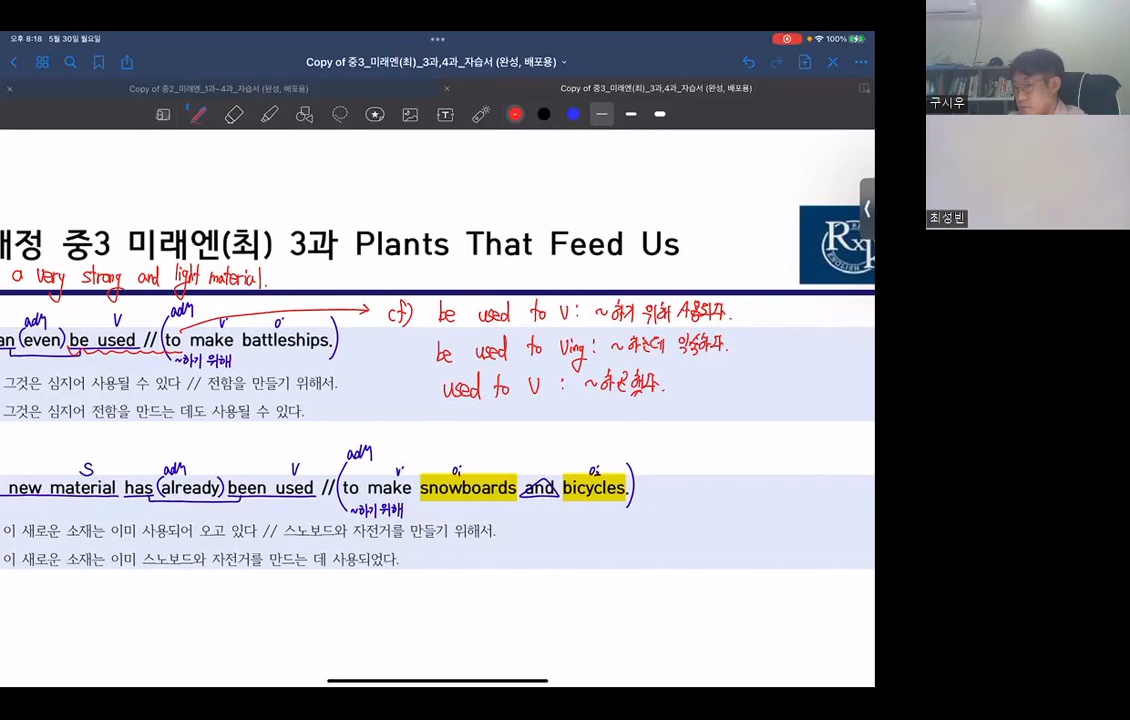 오후 8:18 5월 30일 월요일
100%
Copy of 중3_미래엔(최)_3과,4과_자습서 (완성, 배포용)
Copy of 중2_미래엔_1과~4과_자습서 (완성, 배포용)
Copy of 중3_미래엔(최)_3과,4과_자습서 (완성, 배포용)
구시우
최성빈
개정 중3 미래엔(최) 3과 Plants That Feed Us
RxP
ENGLISH
a very strong and light material.
cf) be used to V : ~하기 위해 사용되다.
adv V adv v' o'
an (even) be used // (to make battleships.)
~하기 위해
be used to Ving : ~하는데 익숙하다.
그것은 심지어 사용될 수 있다 // 전함을 만들기 위해서.
used to V : ~하곤 했다.
그것은 심지어 전함을 만드는 데도 사용될 수 있다.
S adv V adv v' o'1 o'2
new material has (already) been used // (to make snowboards and bicycles.)
~하기 위해
이 새로운 소재는 이미 사용되어 오고 있다 // 스노보드와 자전거를 만들기 위해서.
이 새로운 소재는 이미 스노보드와 자전거를 만드는 데 사용되었다.